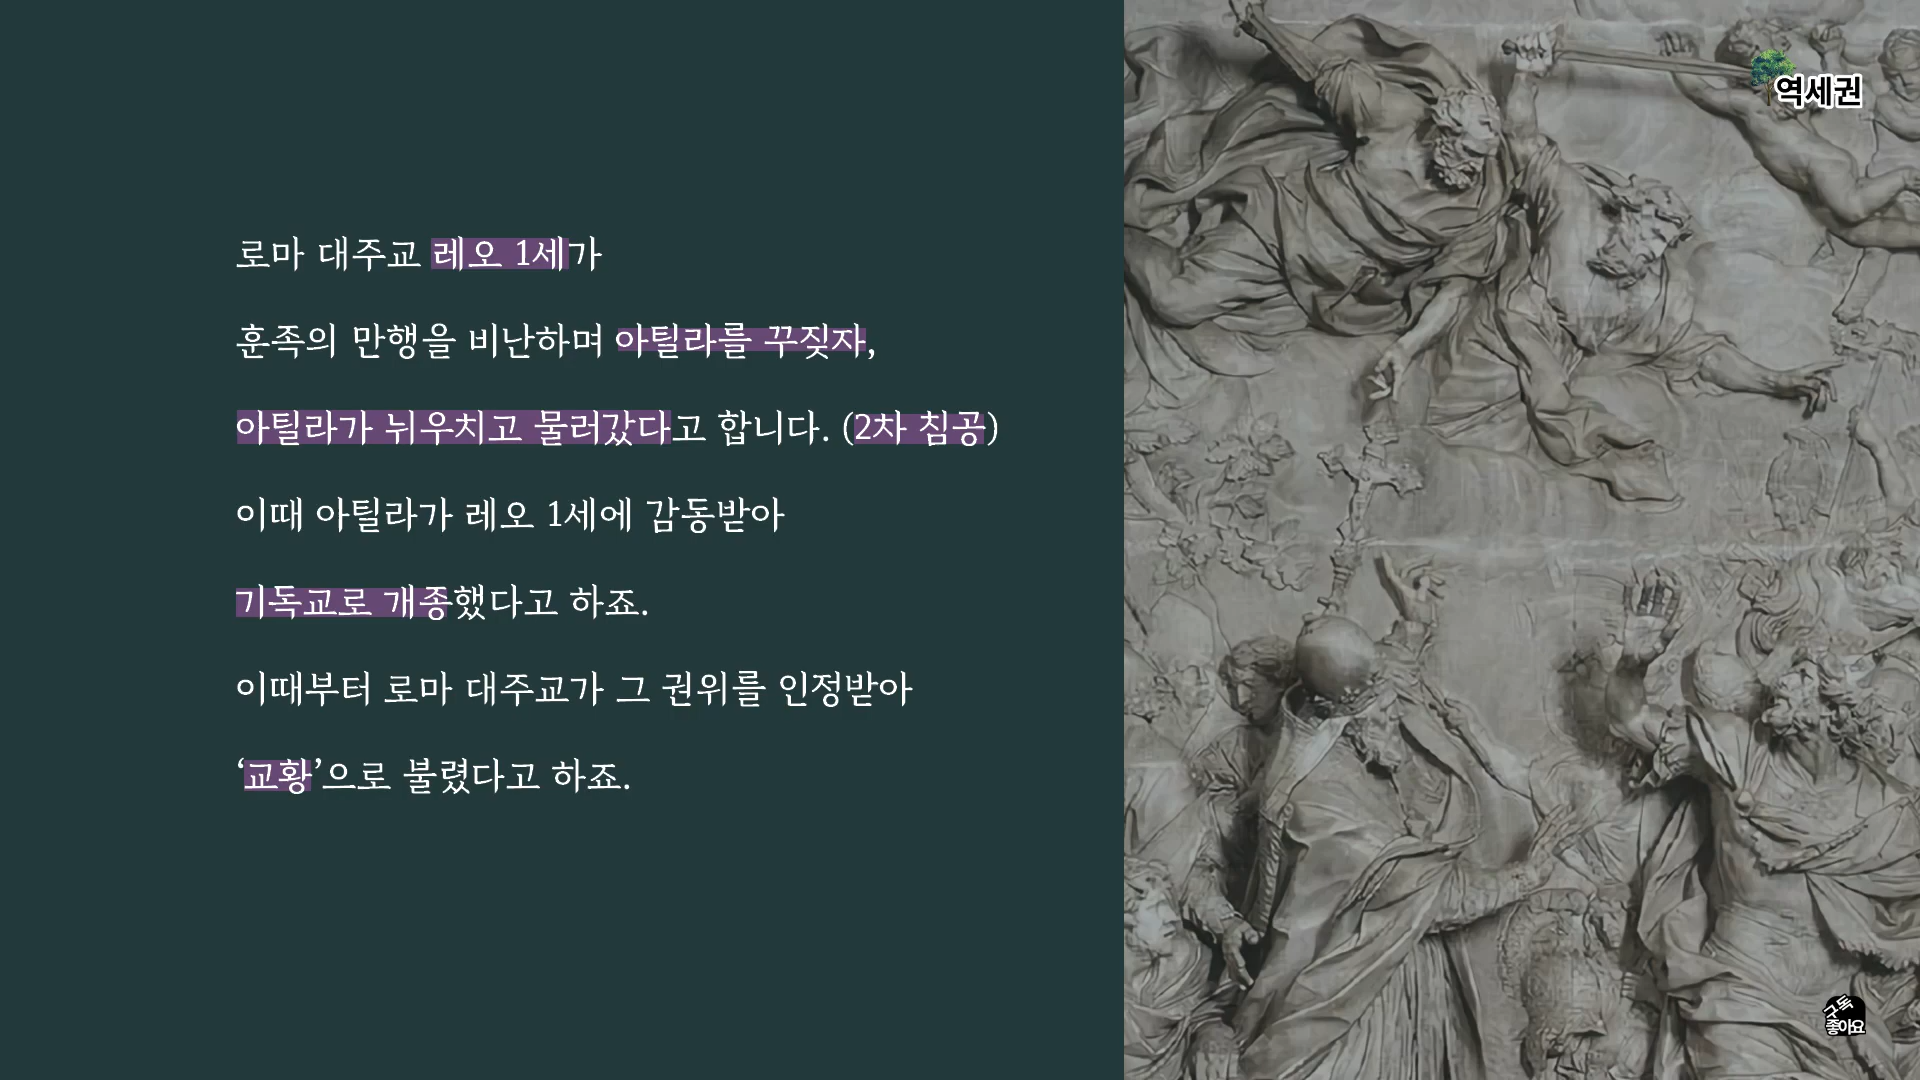 역세권
로마 대주교 레오 1세가
훈족의 만행을 비난하며 아틸라를 꾸짖자,
아틸라가 뉘우치고 물러갔다고 합니다. (2차 침공)
이때 아틸라가 레오 1세에 감동받아
기독교로 개종했다고 하죠.
이때부터 로마 대주교가 그 권위를 인정받아
‘교황’으로 불렸다고 하죠.
구독
좋아요